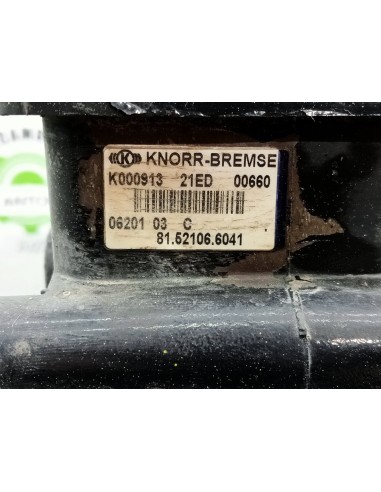 KNORR-BREMSE
K000913 21ED 00660
06201 03 C
81.52106.6041